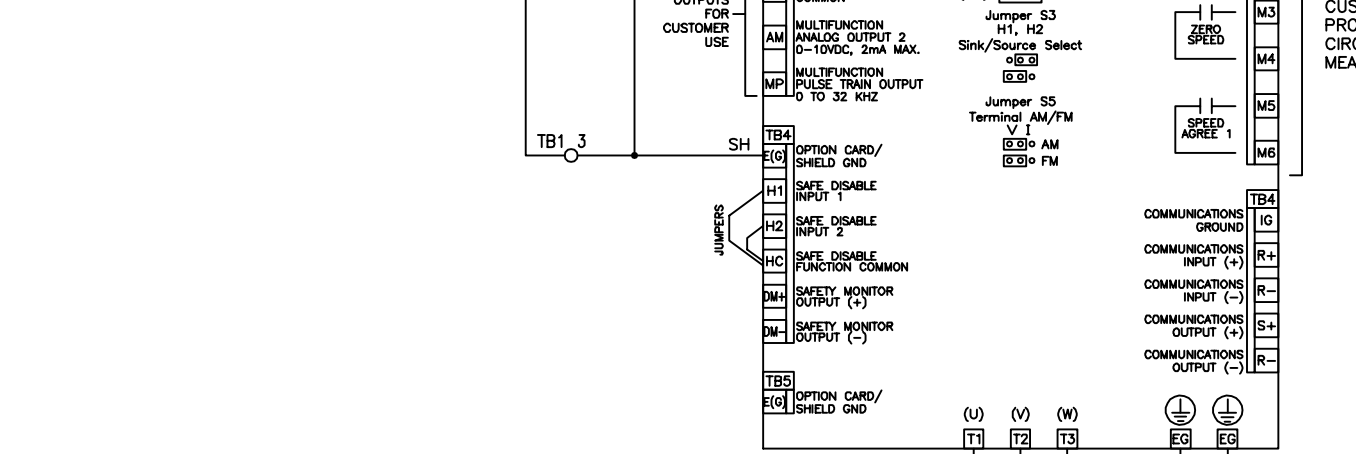 FOR
CUSTOMER
USE
AM
MULTIFUNCTION
ANALOG OUTPUT 2
0-10VDC, 2mA MAX.
MP
MULTIFUNCTION
PULSE TRAIN OUTPUT
0 TO 32 KHZ
TB1 3
SH
TB4
E(G)
OPTION CARD/
SHIELD GND
H1
SAFE DISABLE
INPUT 1
H2
SAFE DISABLE
INPUT 2
HC
SAFE DISABLE
FUNCTION COMMON
JUMPERS
DM+
SAFETY MONITOR
OUTPUT (+)
DM-
SAFETY MONITOR
OUTPUT (-)
TB5
E(G)
OPTION CARD/
SHIELD GND
Jumper S3
H1, H2
Sink/Source Select
Jumper S5
Terminal AM/FM
V I
AM
FM
ZERO
SPEED
M3
M4
SPEED
AGREE 1
M5
M6
TB4
COMMUNICATIONS
GROUND
IG
COMMUNICATIONS
INPUT (+)
R+
COMMUNICATIONS
INPUT (-)
R-
COMMUNICATIONS
OUTPUT (+)
S+
COMMUNICATIONS
OUTPUT (-)
R-
(U) (V) (W)
T1 T2 T3
EG EG
CUS
PRO
CIRC
MEA